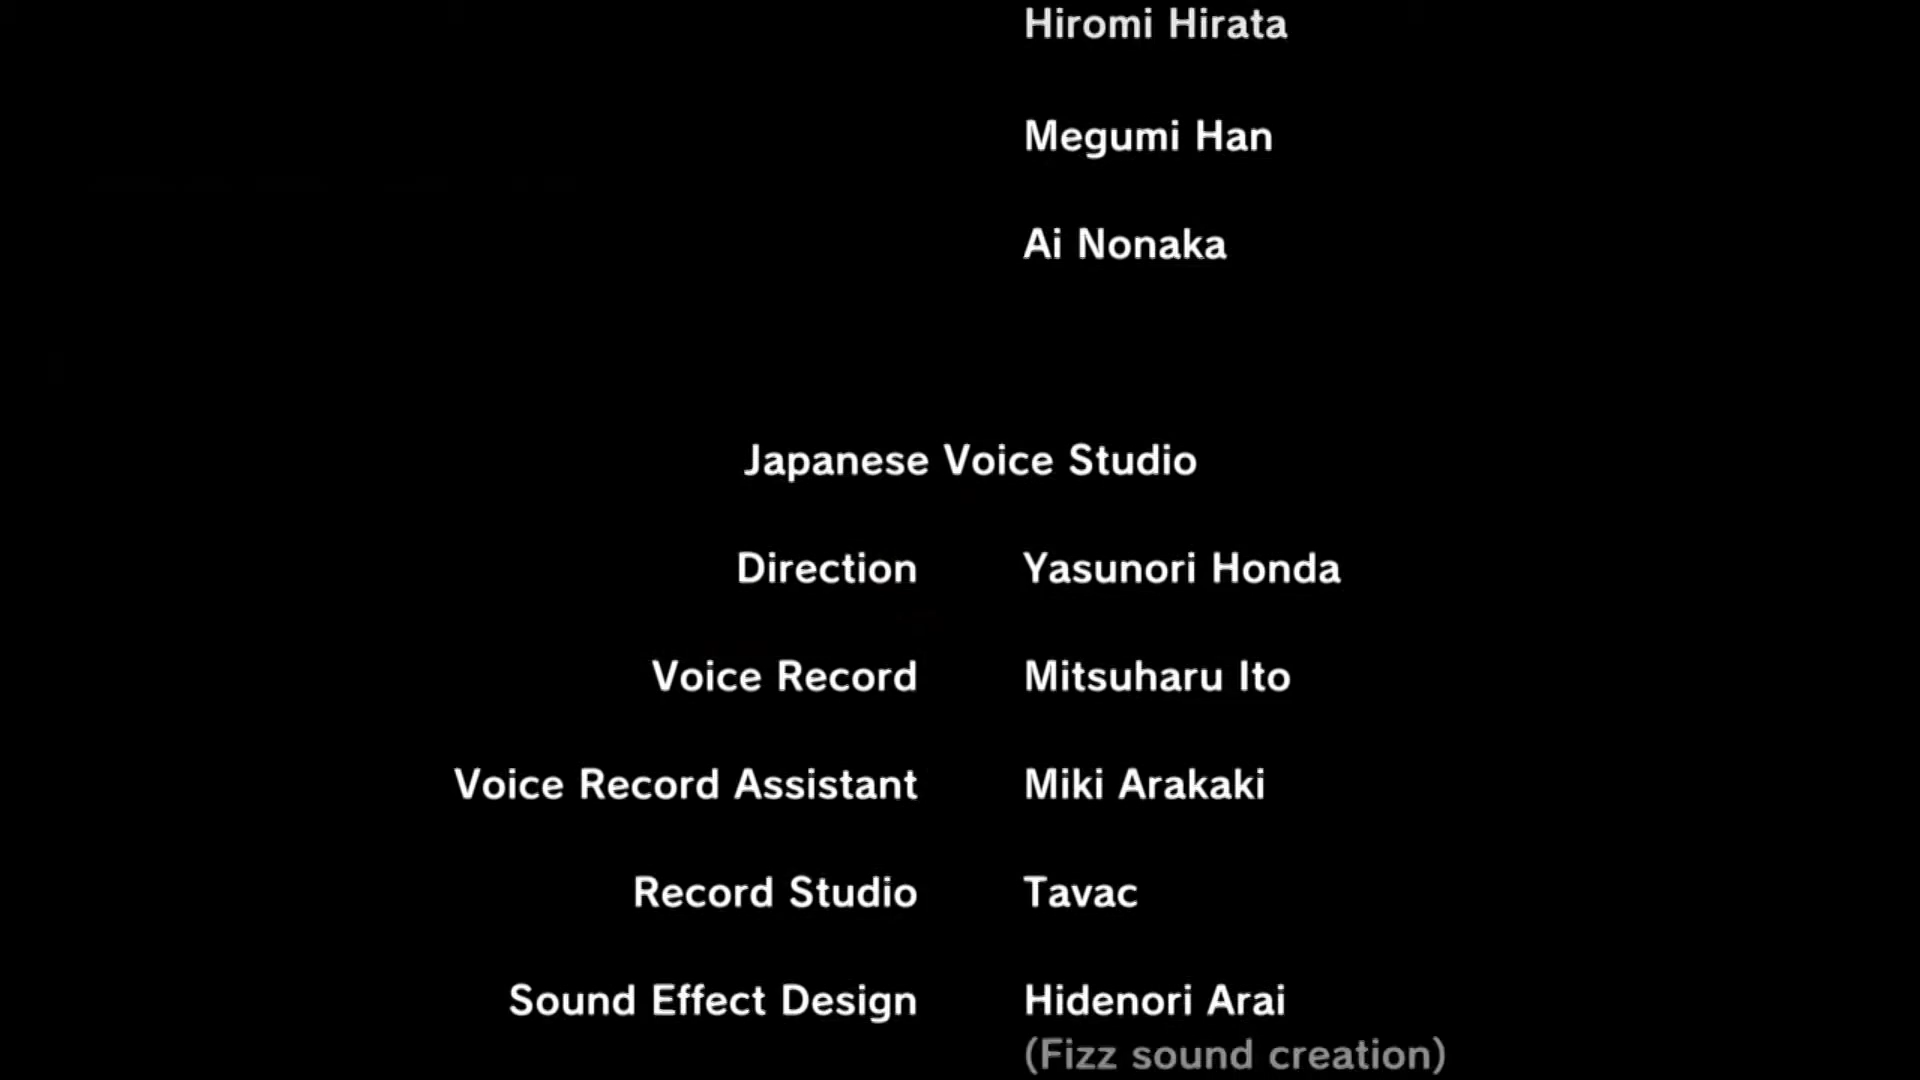 Hiromi Hirata
Megumi Han
Ai Nonaka
Japanese Voice Studio
Direction Yasunori Honda
Voice Record Mitsuharu Ito
Voice Record Assistant Miki Arakaki
Record Studio Tavac
Sound Effect Design Hidenori Arai
(Fizz sound creation)